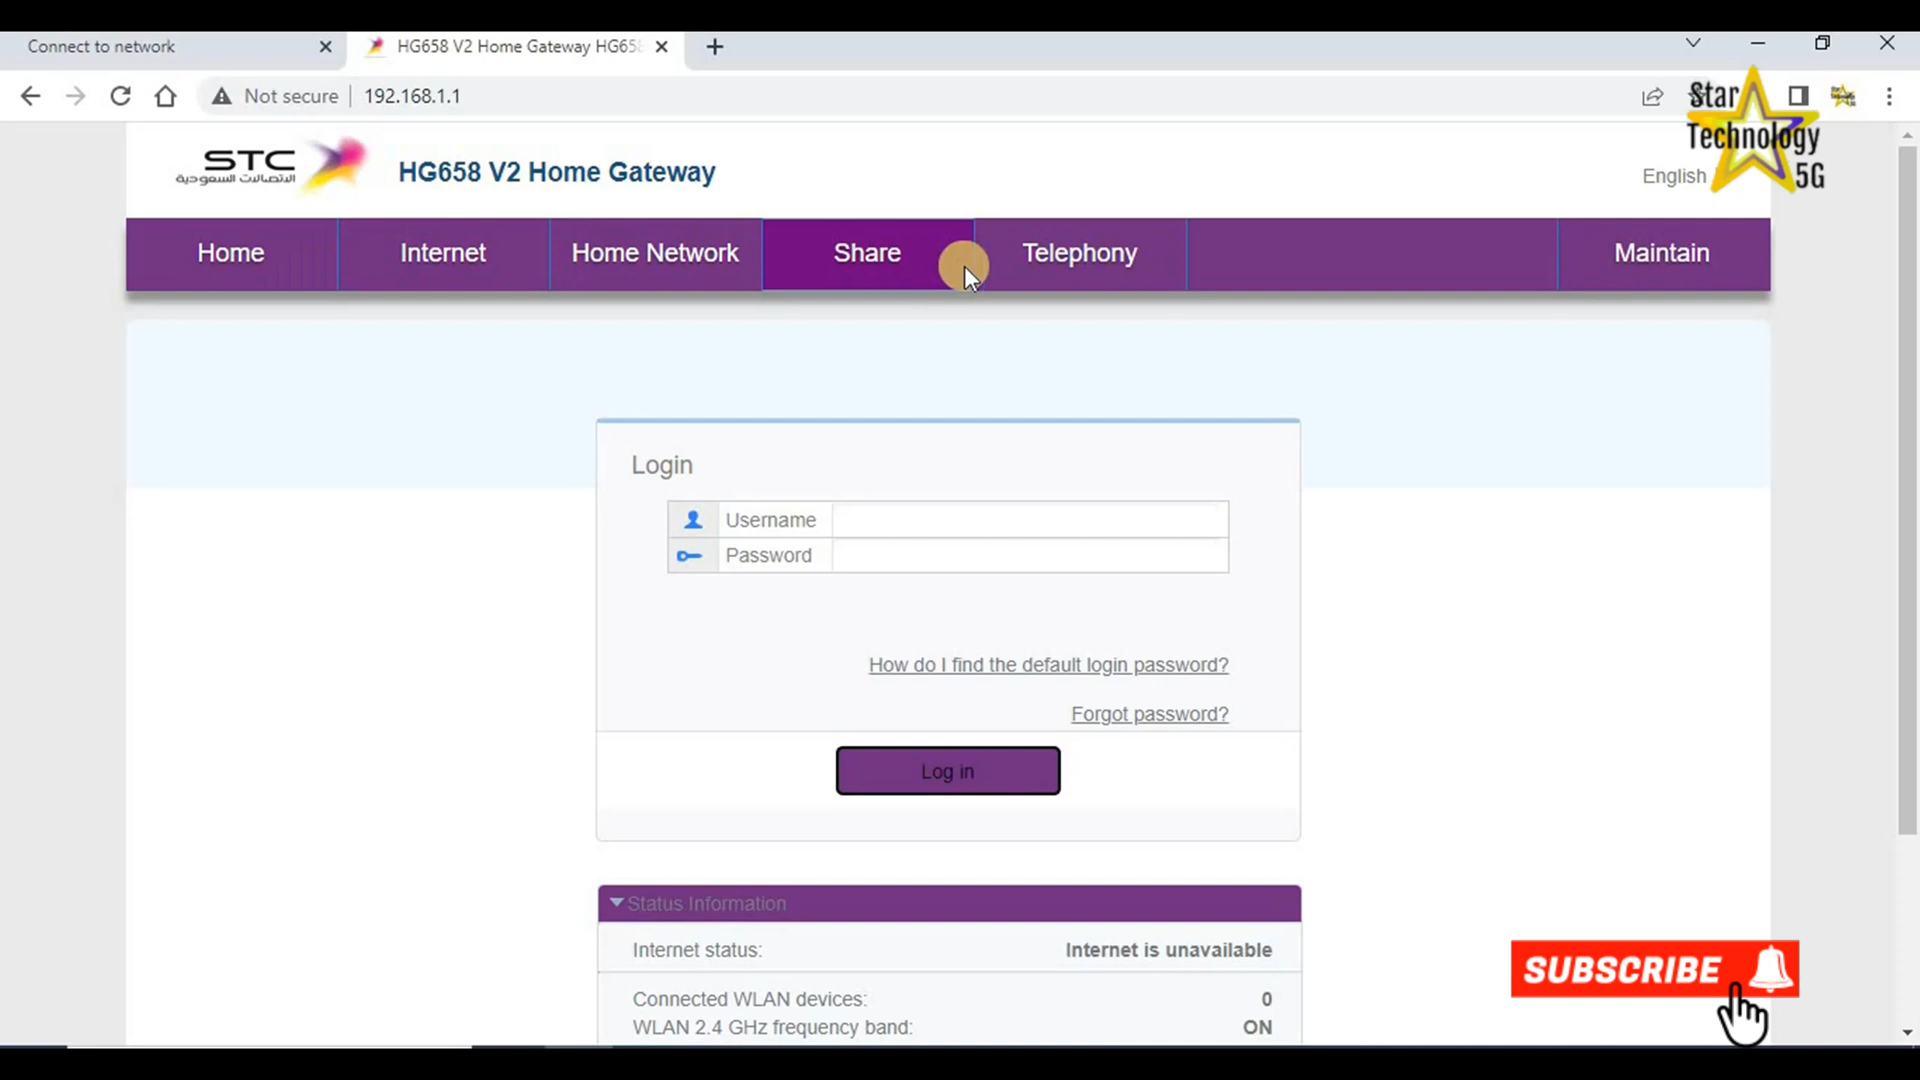 Connect to network
HG658 V2 Home Gateway HG658
Not secure
192.168.1.1
Star
Technology
5G
STC
الاتصالات السعودية
HG658 V2 Home Gateway
English
Home
Internet
Home Network
Share
Telephony
Maintain
Login
Username
Password
How do I find the default login password?
Forgot password?
Log in
Status Information
Internet status: Internet is unavailable
Connected WLAN devices: 0
WLAN 2.4 GHz frequency band: ON
SUBSCRIBE